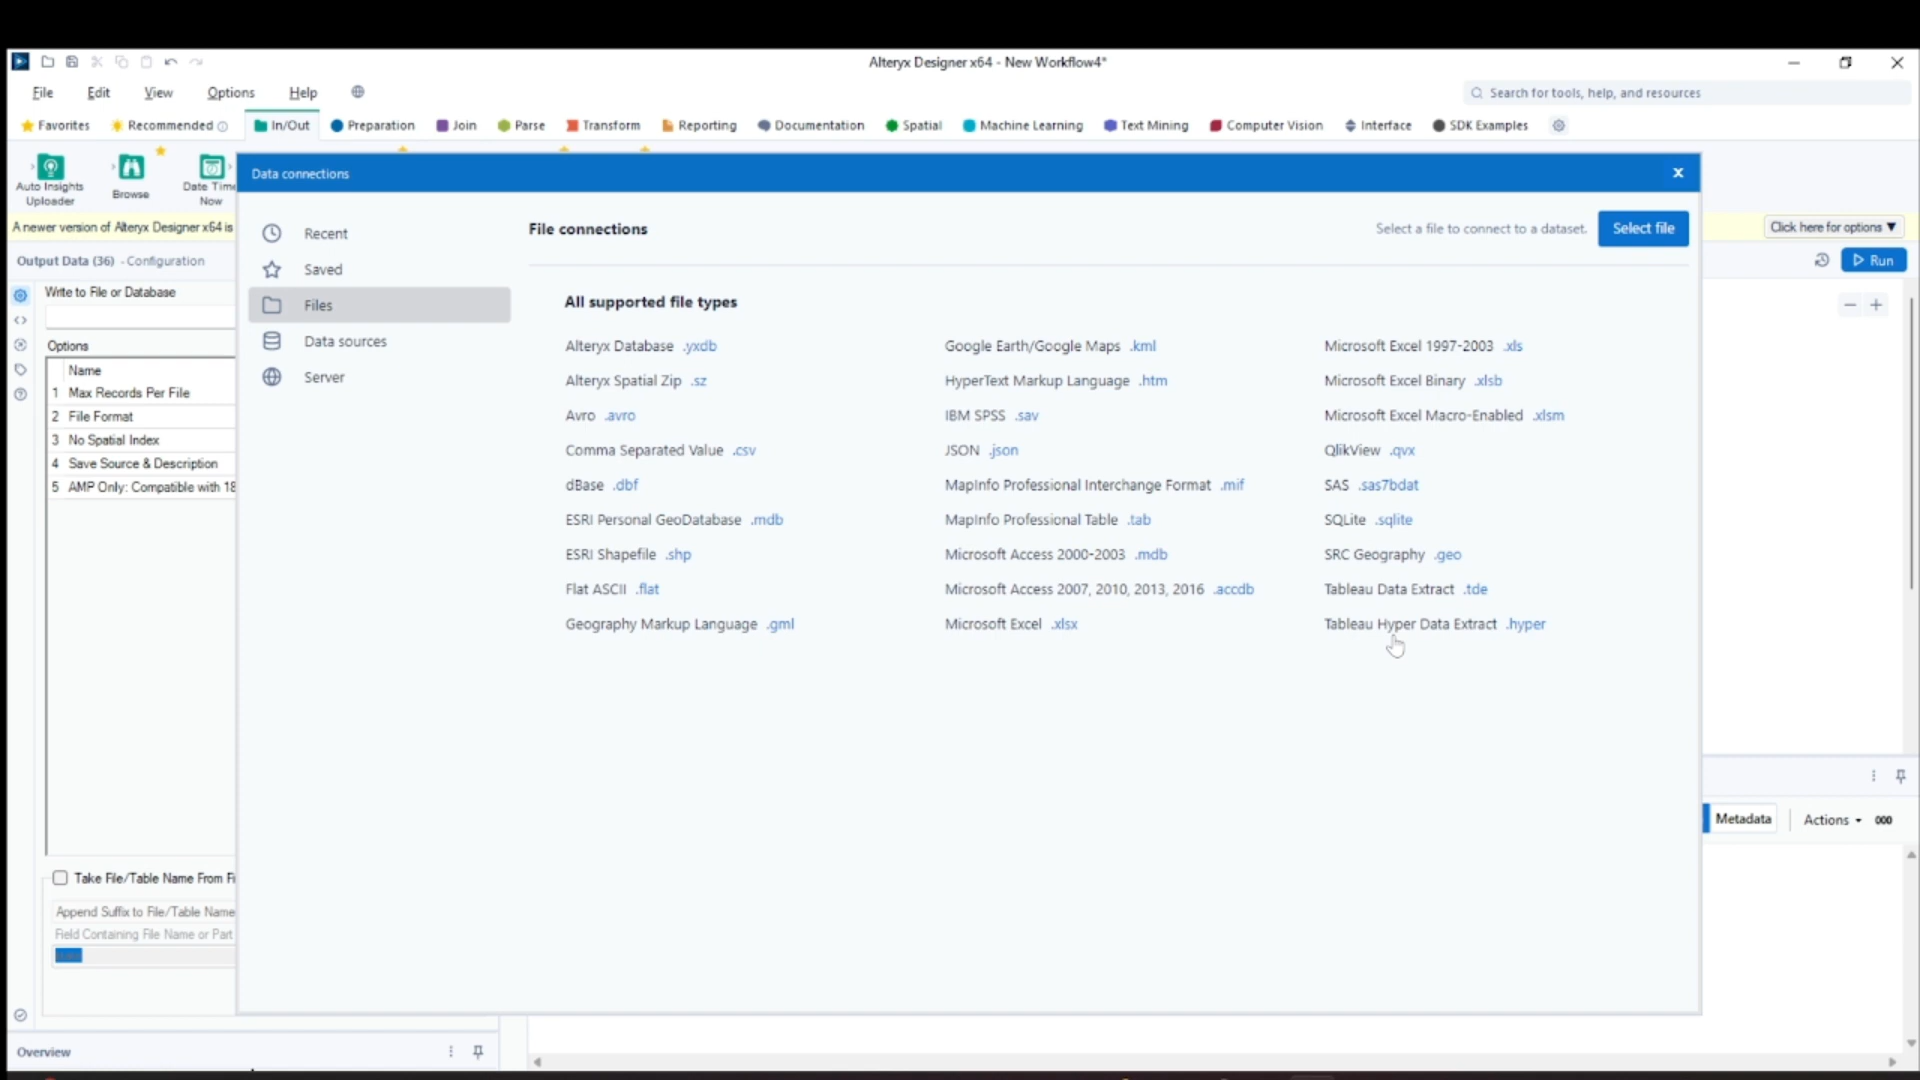 Alteryx Designer x64 - New Workflow4*
File Edit View Options Help
Search for tools, help, and resources
Favorites Recommended In/Out Preparation Join Parse Transform Reporting Documentation Spatial Machine Learning Text Mining Computer Vision Interface SDK Examples
Auto Insights
Uploader
Browse
Date Time
Now
A newer version of Alteryx Designer x64 is
Click here for options
Output Data (36) - Configuration
Run
Write to File or Database
Options
Name
1 Max Records Per File
2 File Format
3 No Spatial Index
4 Save Source & Description
5 AMP Only: Compatible with 18
Take File/Table Name From Fi
Append Suffix to File/Table Name
Field Containing File Name or Part
Overview
Data connections
Recent
Saved
Files
Data sources
Server
File connections
Select a file to connect to a dataset.
Select file
All supported file types
Alteryx Database .yxdb
Alteryx Spatial Zip .sz
Avro .avro
Comma Separated Value .csv
dBase .dbf
ESRI Personal GeoDatabase .mdb
ESRI Shapefile .shp
Flat ASCII .flat
Geography Markup Language .gml
Google Earth/Google Maps .kml
HyperText Markup Language .htm
IBM SPSS .sav
JSON .json
MapInfo Professional Interchange Format .mif
MapInfo Professional Table .tab
Microsoft Access 2000-2003 .mdb
Microsoft Access 2007, 2010, 2013, 2016 .accdb
Microsoft Excel .xlsx
Microsoft Excel 1997-2003 .xls
Microsoft Excel Binary .xlsb
Microsoft Excel Macro-Enabled .xlsm
QlikView .qvx
SAS .sas7bdat
SQLite .sqlite
SRC Geography .geo
Tableau Data Extract .tde
Tableau Hyper Data Extract .hyper
Metadata
Actions
000